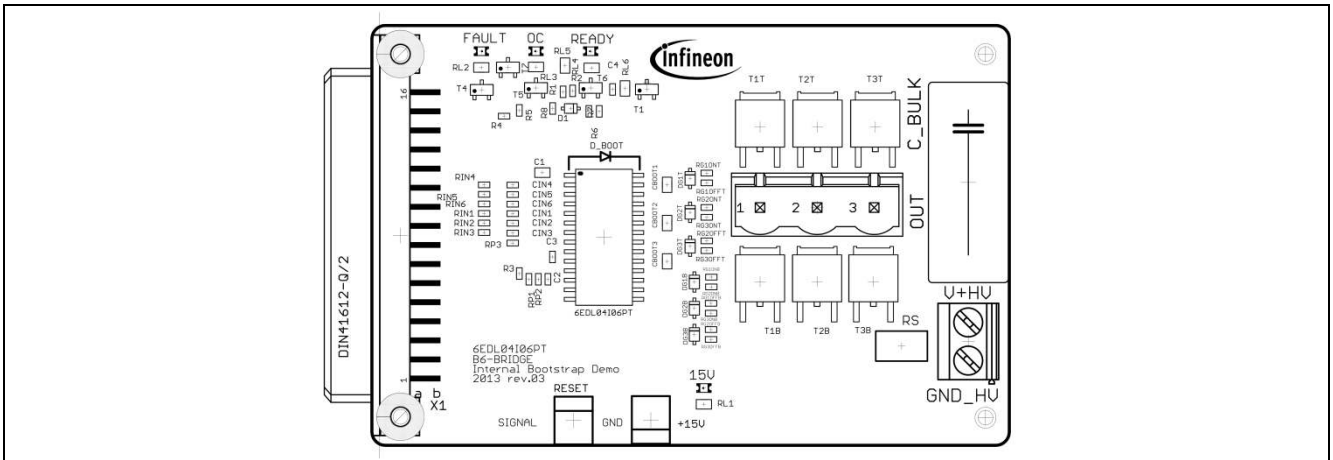 FAULT OC READY
RL2 T2 RL5 RL4 C4 RL6
infineon
T4 T5 RL3 R1 R2 T6 T1
R4 R5 R8 D1
R6
D_BOOT
C1
T1T T2T T3T
C_BULK
16
RIN4 CIN4
RIN5 CIN5
RIN6 CIN6
RIN1 CIN1
RIN2 CIN2
RIN3 CIN3
RP3 C3
R3 RP1 RP2 C2
6EDL04I06PT
CBOOT1
CBOOT2
CBOOT3
DG1T
DG2T
DG3T
DG1B
DG2B
DG3B
RG1ONT
RG1OFFT
RG2ONT
RG3ONT
RG2OFFT
RG3OFFT
1 2 3
OUT
T1B T2B T3B
RS
V+HV
GND_HV
DIN41612-Q/2
1
a b
X1
6EDL04I06PT
B6-BRIDGE
Internal Bootstrap Demo
2013 rev.03
RESET
SIGNAL GND +15V
15V
RL1